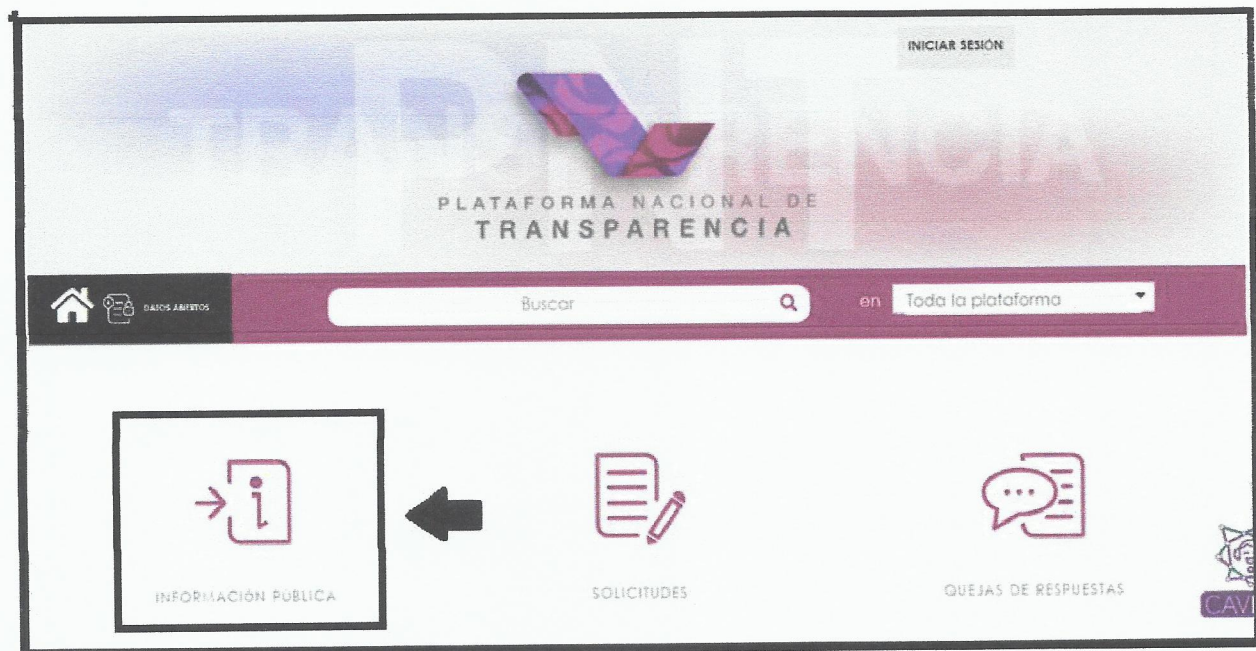 INICIAR SESIÓN
PLATAFORMA NACIONAL DE
TRANSPARENCIA
DATOS ABIERTOS
Buscar
en
Toda la plataforma
INFORMACIÓN PÚBLICA
SOLICITUDES
QUEJAS DE RESPUESTAS